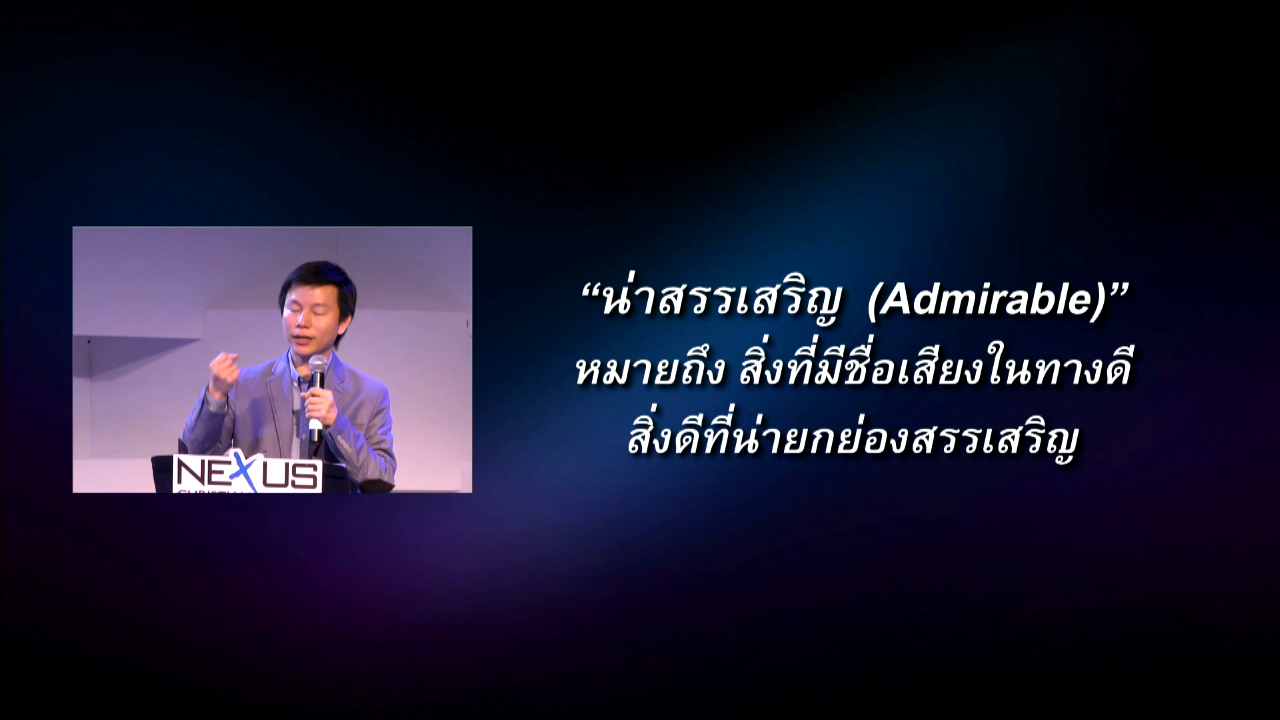 NEXUS
“น่าสรรเสริญ (Admirable)”
หมายถึง สิ่งที่มีชื่อเสียงในทางดี
สิ่งดีที่น่ายกย่องสรรเสริญ